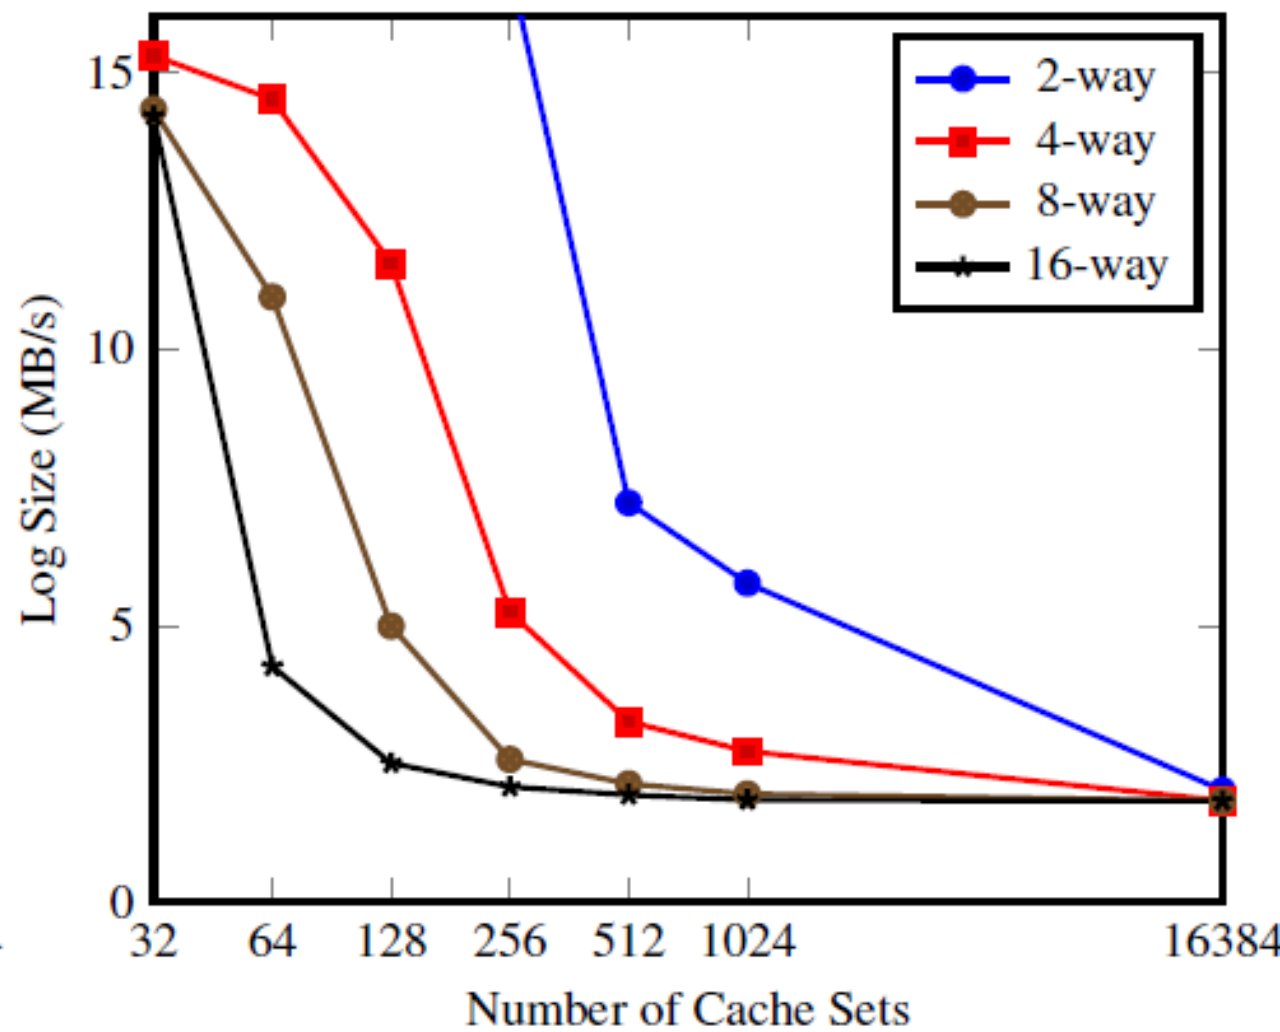 Log Size (MB/s)
15
10
5
0
2-way
4-way
8-way
16-way
32 64 128 256 512 1024 16384
Number of Cache Sets